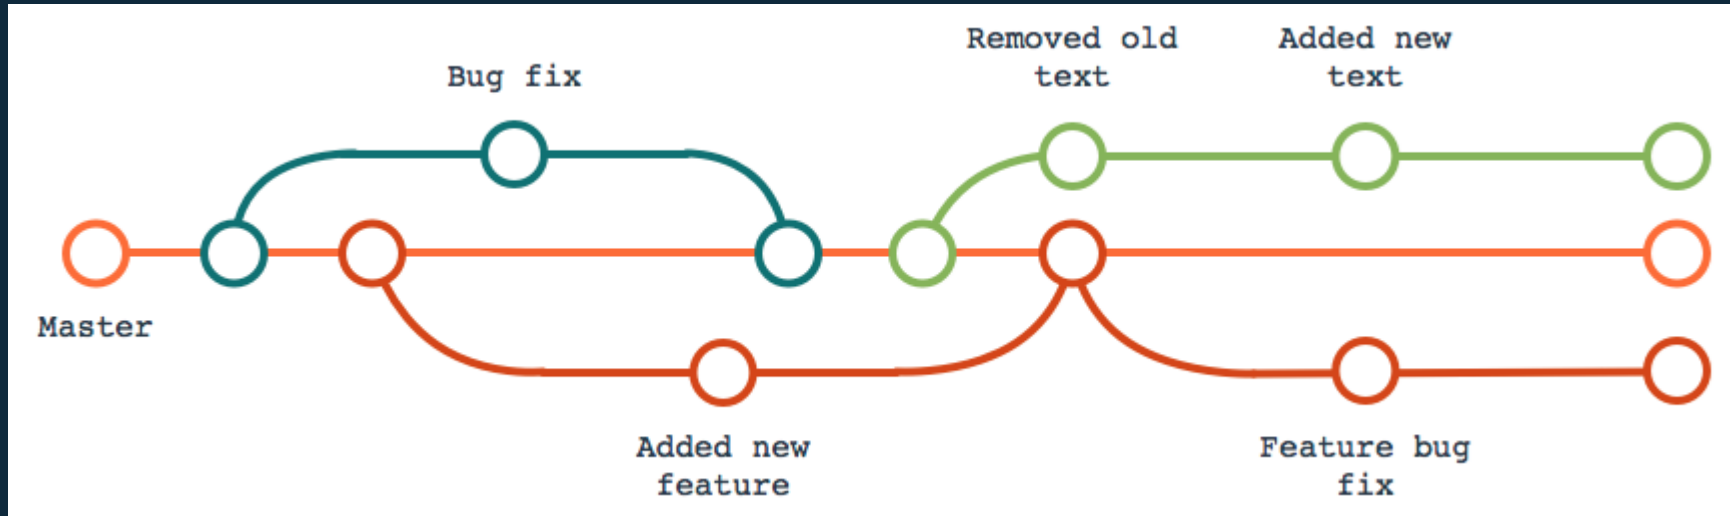 Bug fix
Removed old
text
Added new
text
Master
Added new
feature
Feature bug
fix